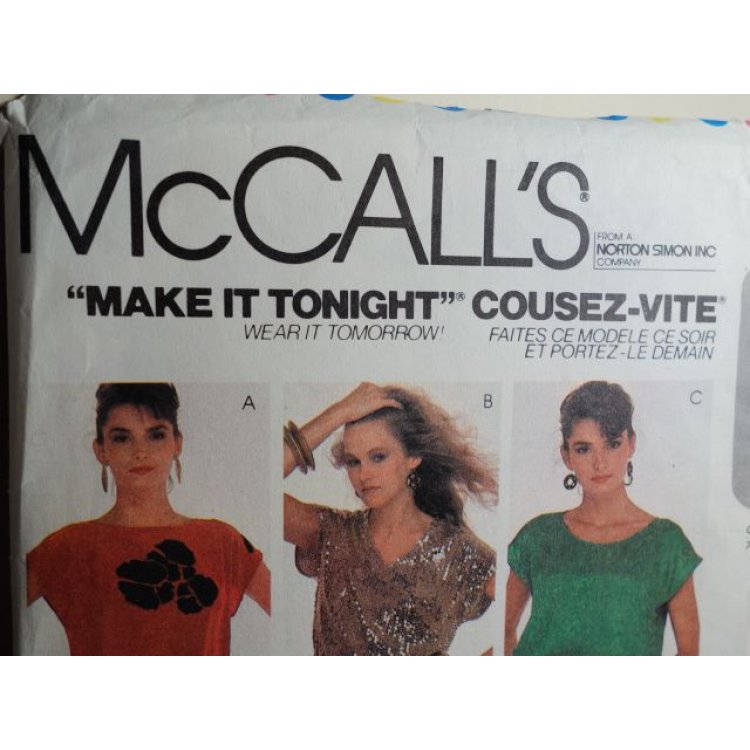 McCALL'S®
FROM A
NORTON SIMON INC
COMPANY
"MAKE IT TONIGHT"® COUSEZ-VITE®
WEAR IT TOMORROW!
FAITES CE MODELE CE SOIR
ET PORTEZ-LE DEMAIN
A
B
C